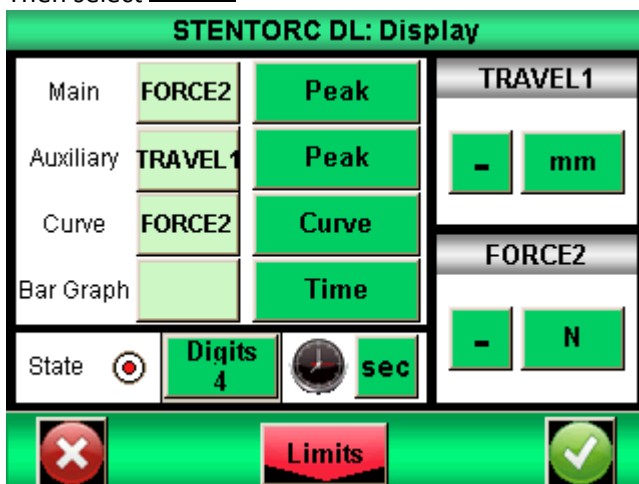 Then select
STENTORC DL: Display
Main FORCE2 Peak
Auxiliary TRAVEL1 Peak
Curve FORCE2 Curve
Bar Graph Time
State Digits 4 sec
TRAVEL1
- mm
FORCE2
- N
Limits